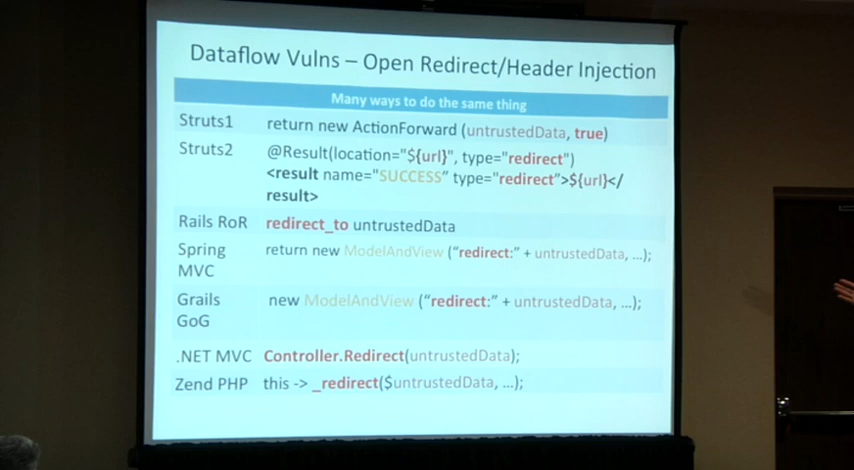 Dataflow Vulns – Open Redirect/Header Injection
Many ways to do the same thing
Struts1 return new ActionForward (untrustedData, true)
Struts2 @Result(location="${url}", type="redirect")
<result name="SUCCESS" type="redirect">${url}</
result>
Rails RoR redirect_to untrustedData
Spring return new ModelAndView ("redirect:" + untrustedData, ...);
MVC
Grails new ModelAndView ("redirect:" + untrustedData, ...);
GoG
.NET MVC Controller.Redirect(untrustedData);
Zend PHP this -> _redirect($untrustedData, ...);